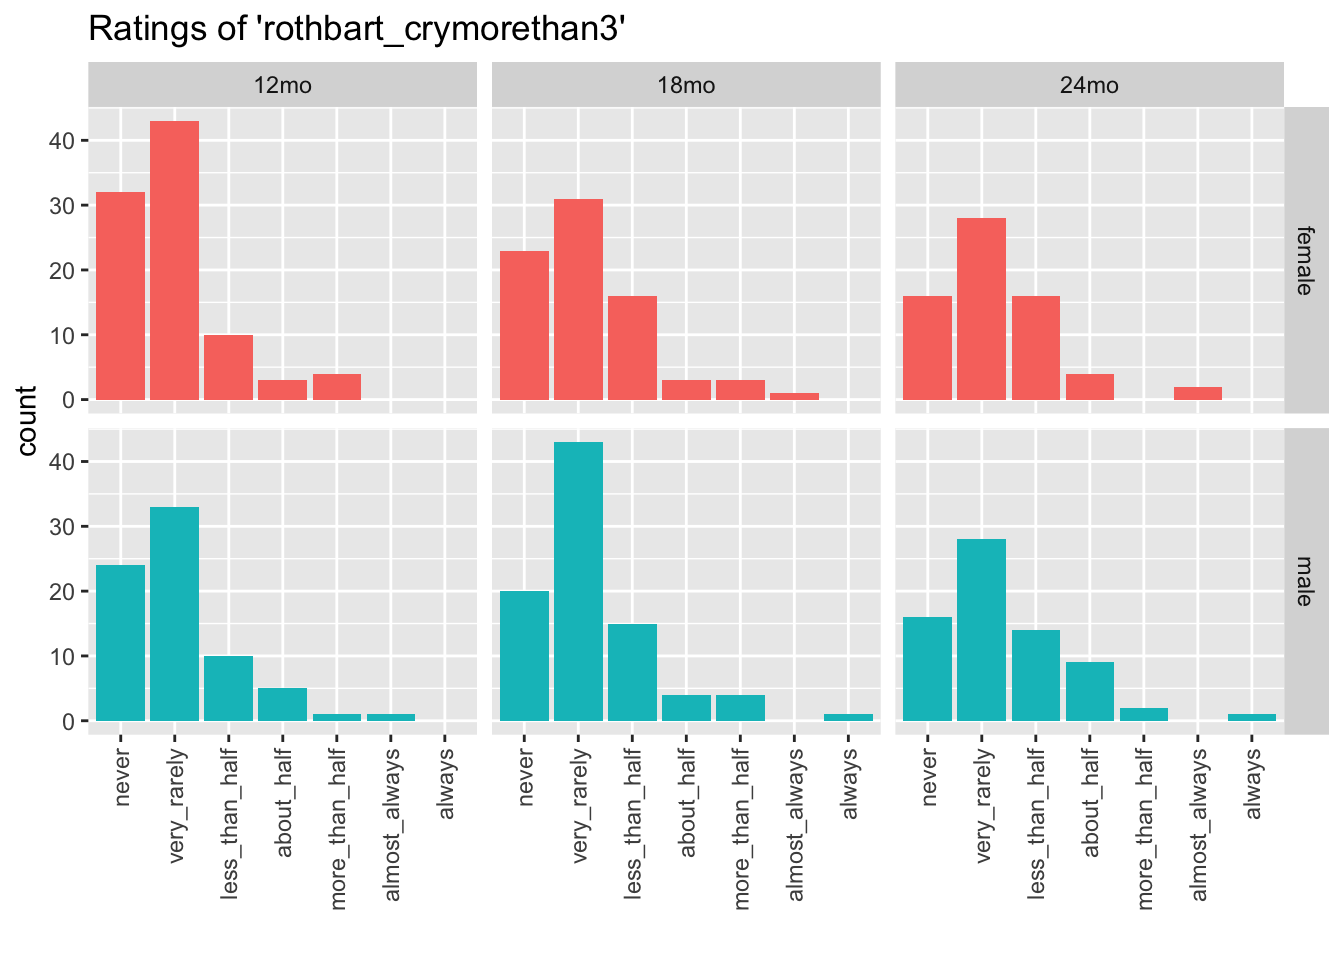 Ratings of 'rothbart_crymorethan3'
12mo 18mo 24mo
40
30
20
10
0
female
count
40
30
20
10
0
male
never very_rarely less_than_half about_half more_than_half almost_always always
never very_rarely less_than_half about_half more_than_half almost_always always
never very_rarely less_than_half about_half more_than_half almost_always always